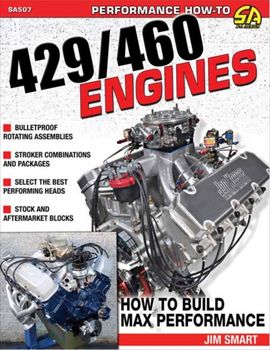 SA507
PERFORMANCE HOW-TO
SA
429/460
ENGINES
■ BULLETPROOF
ROTATING ASSEMBLIES
■ STROKER COMBINATIONS
AND PACKAGES
■ SELECT THE BEST
PERFORMING HEADS
■ STOCK AND
AFTERMARKET BLOCKS
HOW TO BUILD
MAX PERFORMANCE
JIM SMART